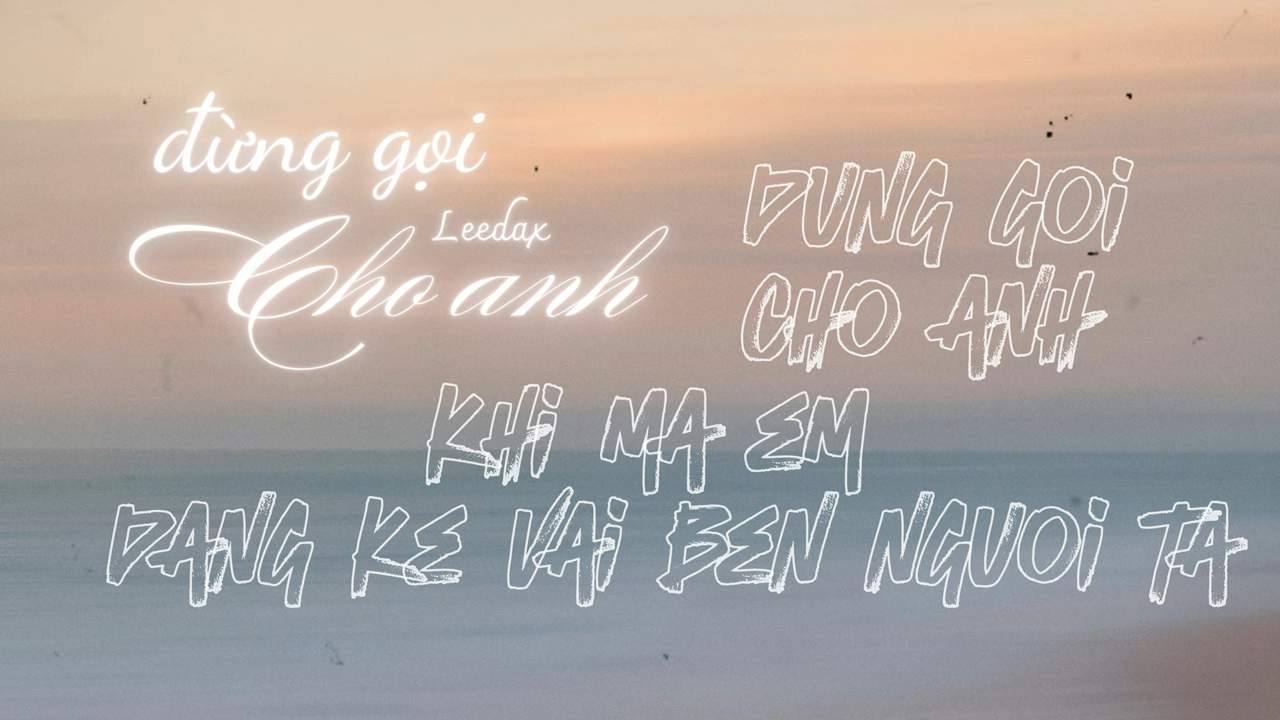 đừng gọi
Leedax
Cho anh
DUNG GOI
CHO ANH
KHI MA EM
DANG KE VAI BEN NGUOI TA